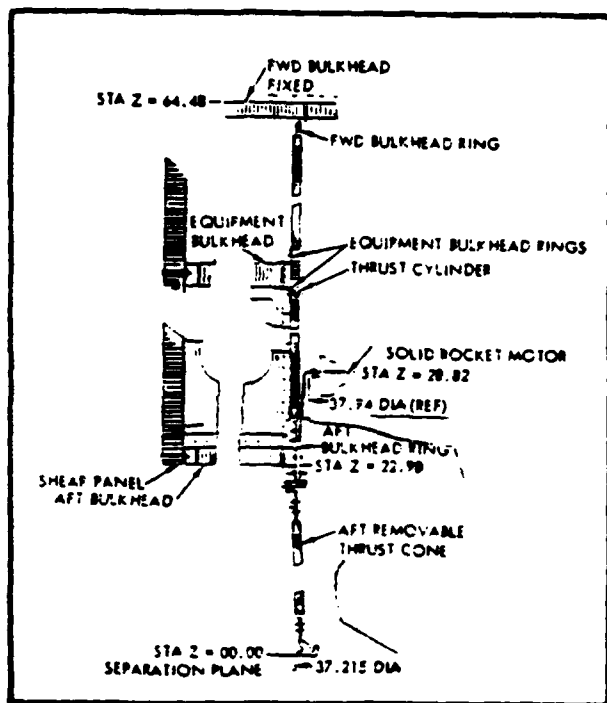 FWD BULKHEAD
FIXED
STA Z = 64.48
FWD BULKHEAD RING
EQUIPMENT
BULKHEAD
EQUIPMENT BULKHEAD RINGS
THRUST CYLINDER
SOLID ROCKET MOTOR
STA Z = 28.82
37.94 DIA (REF)
AFT
BULKHEAD RING
STA Z = 22.90
SHEAR PANEL
AFT BULKHEAD
AFT REMOVABLE
THRUST CONE
STA Z = 00.00
SEPARATION PLANE
37.215 DIA